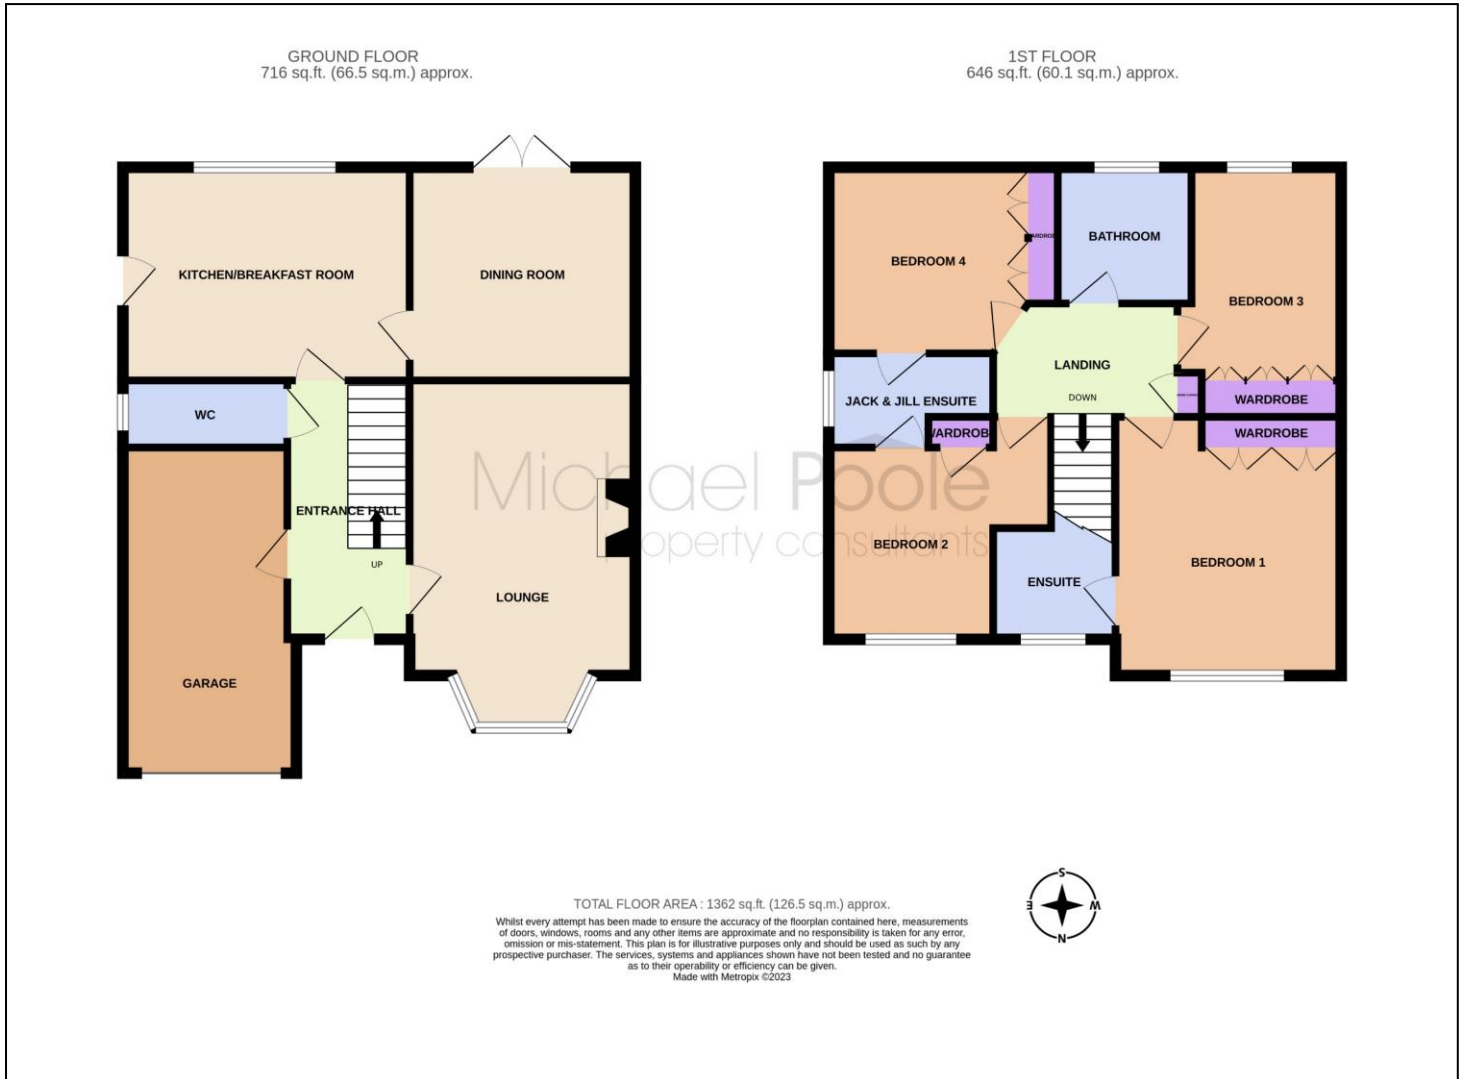 GROUND FLOOR
716 sq.ft. (66.5 sq.m.) approx.
1ST FLOOR
646 sq.ft. (60.1 sq.m.) approx.
KITCHEN/BREAKFAST ROOM
DINING ROOM
WC
ENTRANCE HALL
UP
LOUNGE
GARAGE
BEDROOM 4
ARDROB
BATHROOM
BEDROOM 3
LANDING
DOWN
JACK & JILL ENSUITE
WARDROBE
WARDROB
WARDROBE
BEDROOM 2
ENSUITE
BEDROOM 1
Michael Poole
property consultants
TOTAL FLOOR AREA : 1362 sq.ft. (126.5 sq.m.) approx.
Whilst every attempt has been made to ensure the accuracy of the floorplan contained here, measurements
of doors, windows, rooms and any other items are approximate and no responsibility is taken for any error,
omission or mis-statement. This plan is for illustrative purposes only and should be used as such by any
prospective purchaser. The services, systems and appliances shown have not been tested and no guarantee
as to their operability or efficiency can be given.
Made with Metropix ©2023
S
E
W
N